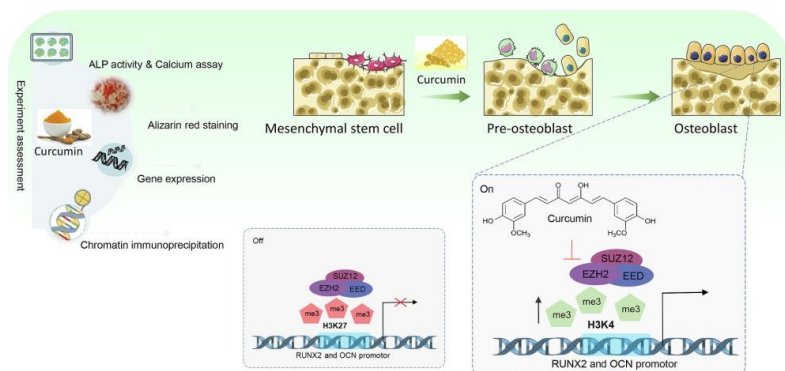 Experiment assessment
ALP activity & Calcium assay
Curcumin
Alizarin red staining
Gene expression
Chromatin immunoprecipitation
Mesenchymal stem cell
Curcumin
Pre-osteoblast
Osteoblast
Off
SUZ12
EZH2
EED
me3
me3
me3
H3K27
RUNX2 and OCN promotor
On
O
OH
HO
OCH₃
H₃CO
OH
Curcumin
SUZ12
EZH2
EED
me3
me3
me3
H3K4
RUNX2 and OCN promotor